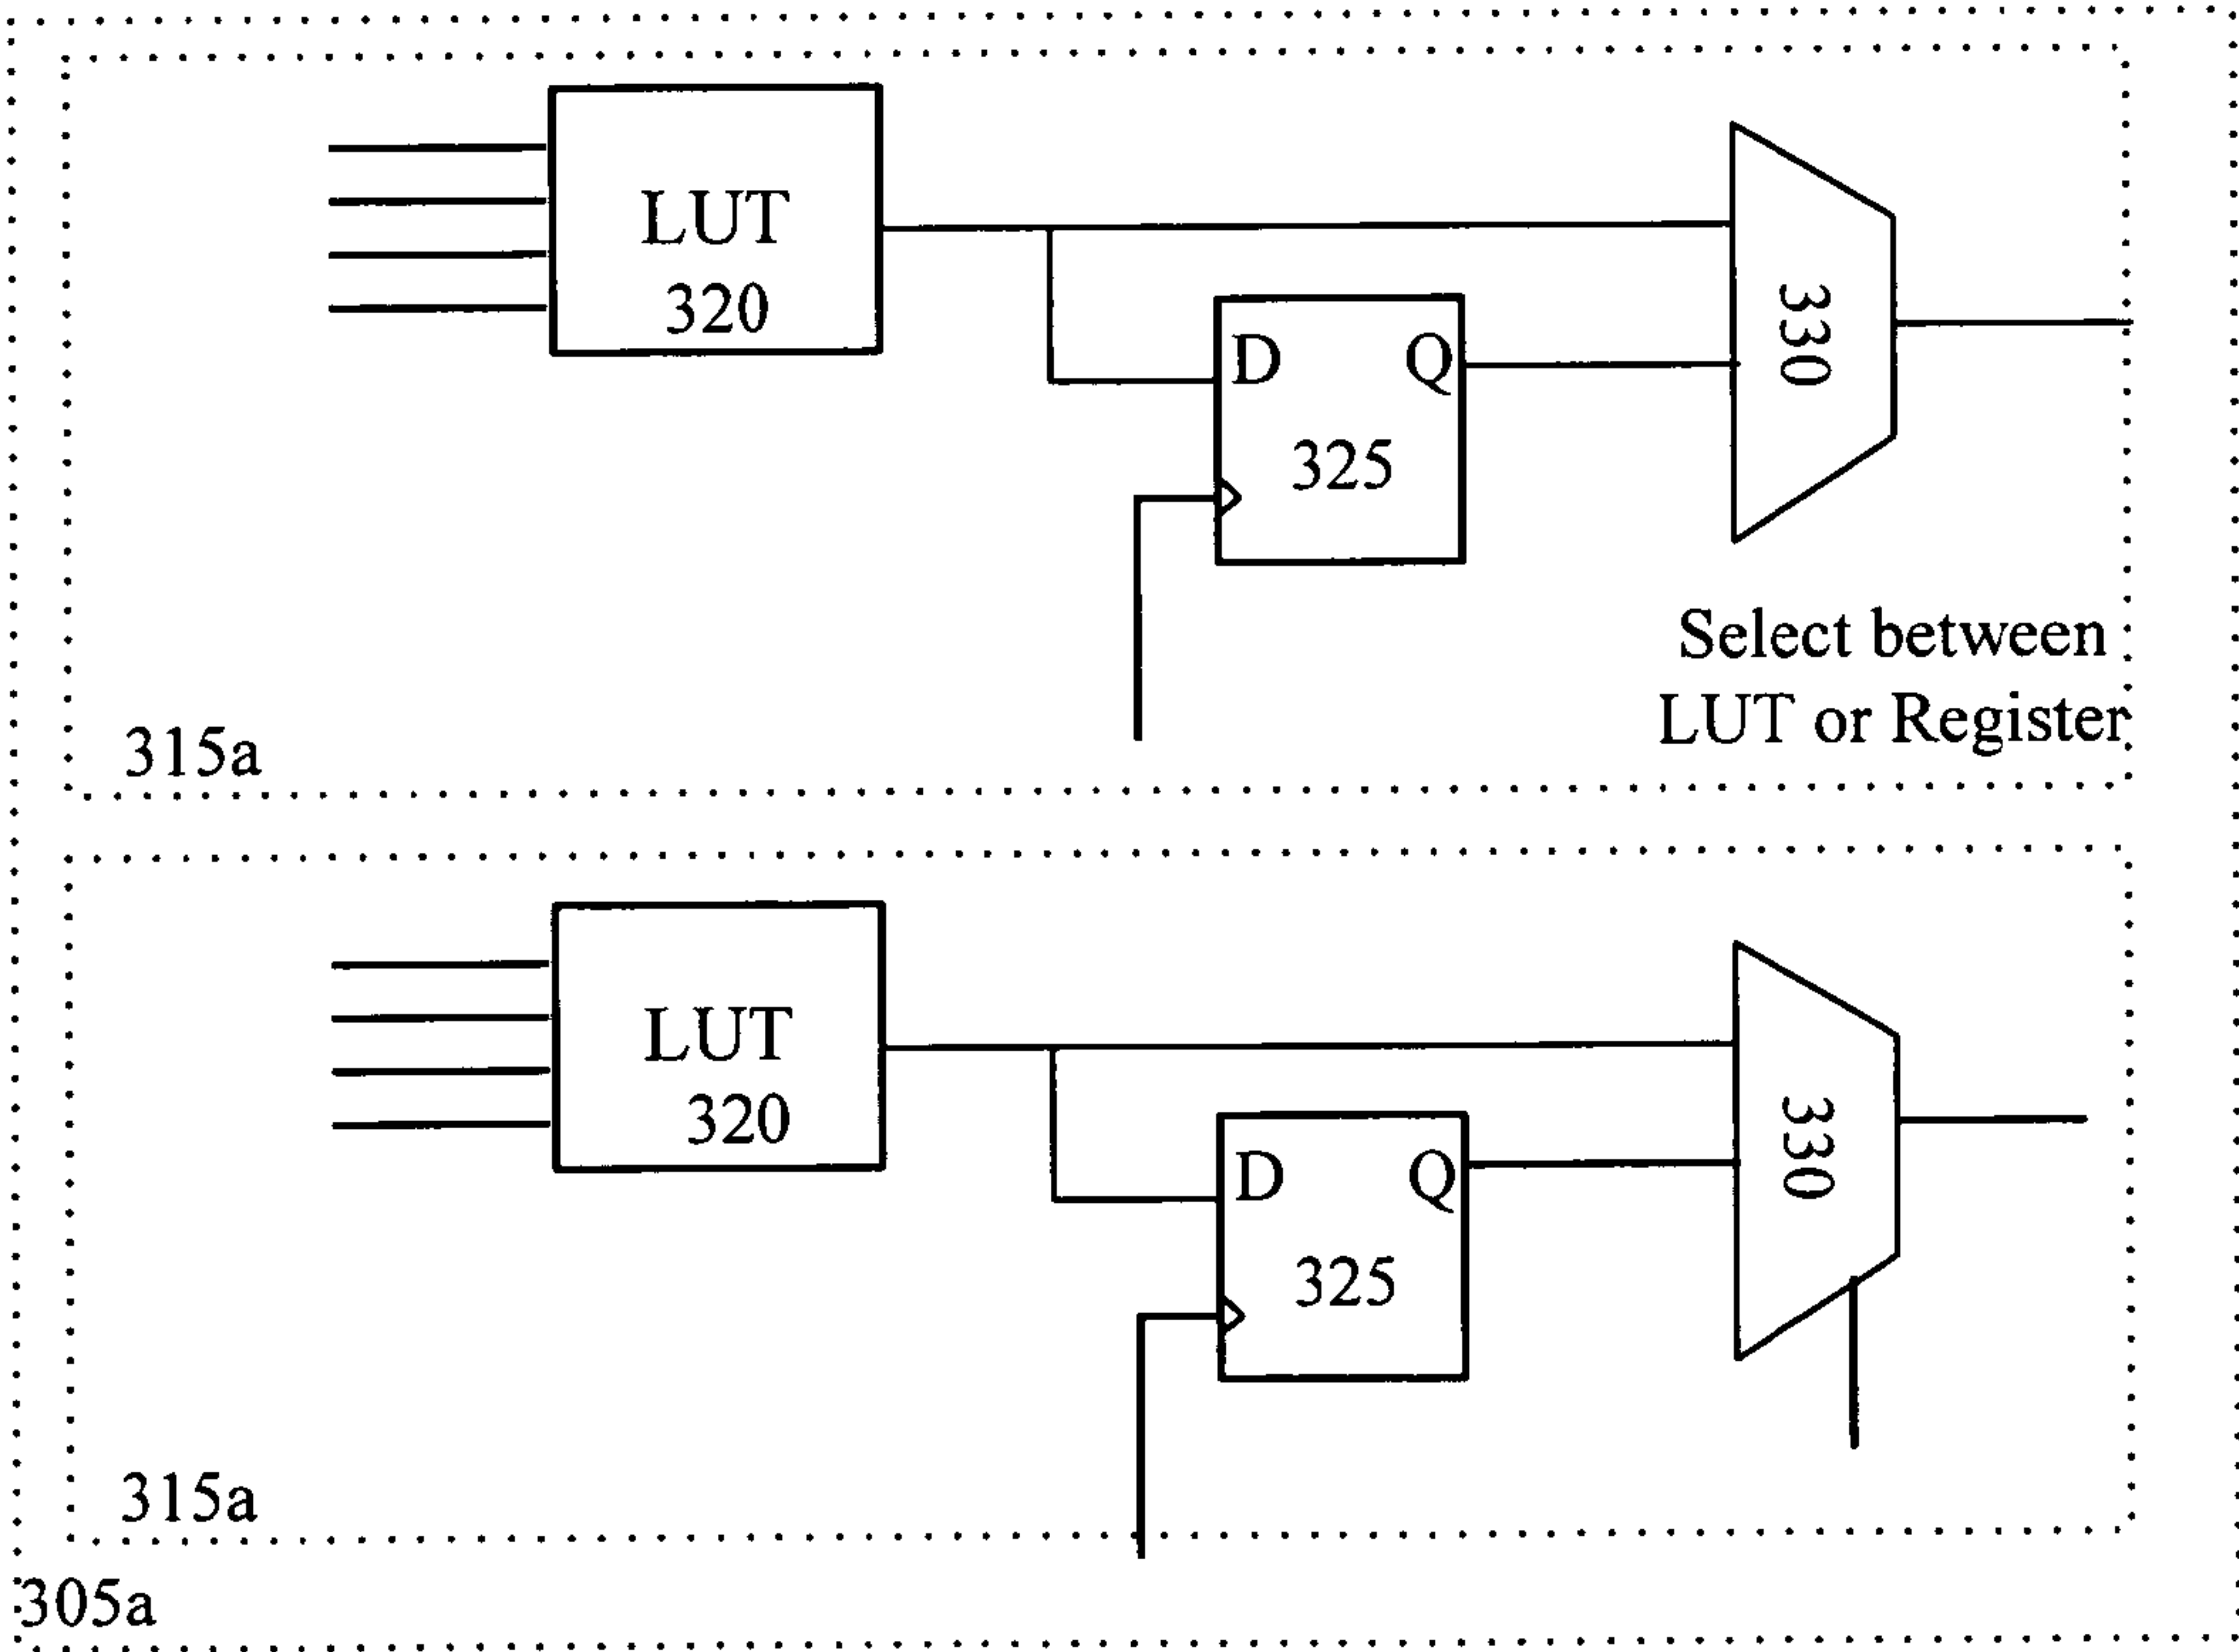 LUT
320
330
D Q
325
Select between
LUT or Register
315a
LUT
320
330
D Q
325
315a
305a